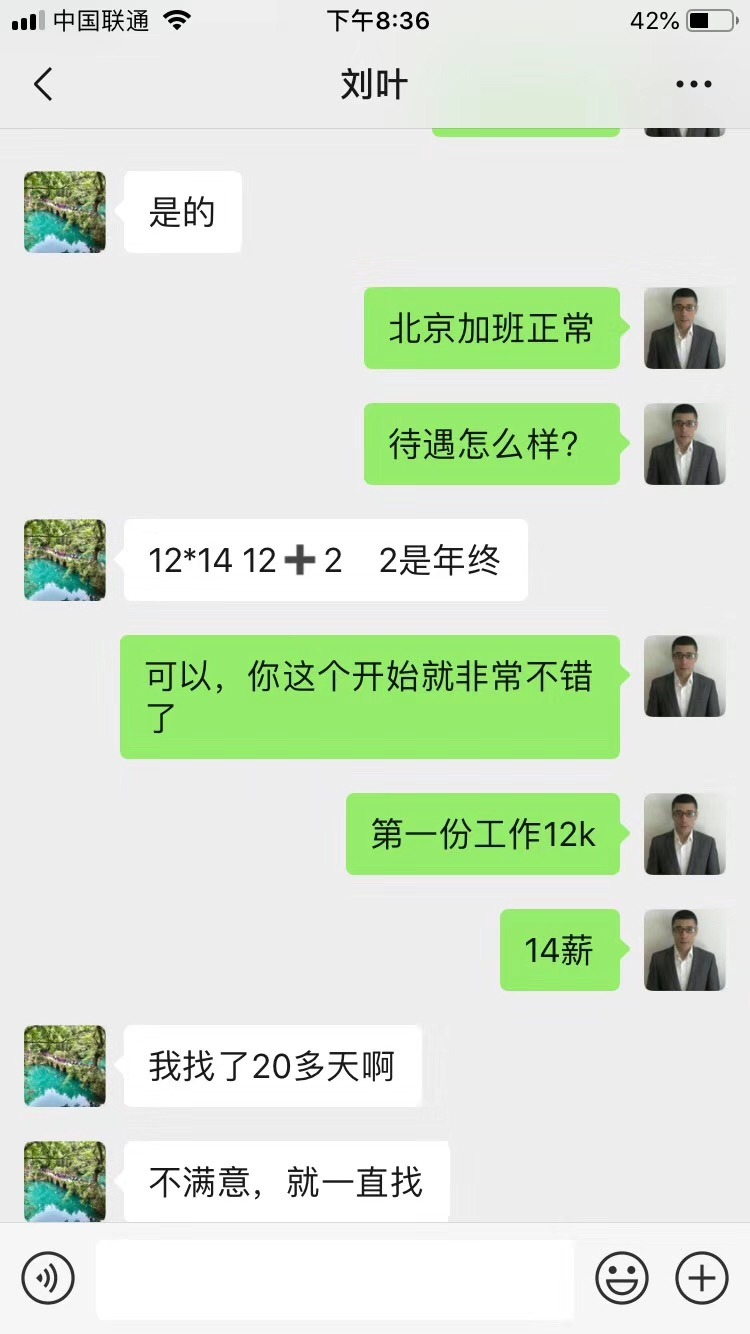 中国联通
下午8:36
42%
刘叶
是的
北京加班正常
待遇怎么样?
12*14 12➕2 2是年终
可以，你这个开始就非常不错
了
第一份工作12k
14薪
我找了20多天啊
不满意，就一直找